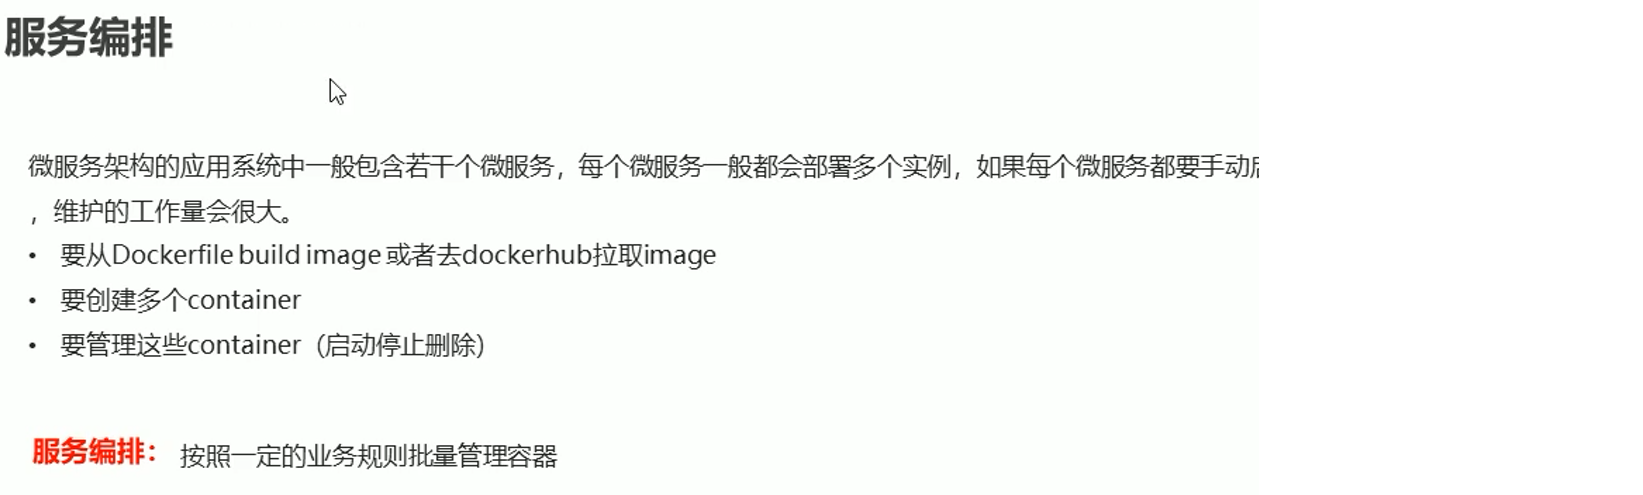 服务编排
微服务架构的应用系统中一般包含若干个微服务，每个微服务一般都会部署多个实例，如果每个微服务都要手动
，维护的工作量会很大。
• 要从Dockerfile build image 或者去dockerhub拉取image
• 要创建多个container
• 要管理这些container（启动停止删除）
服务编排： 按照一定的业务规则批量管理容器